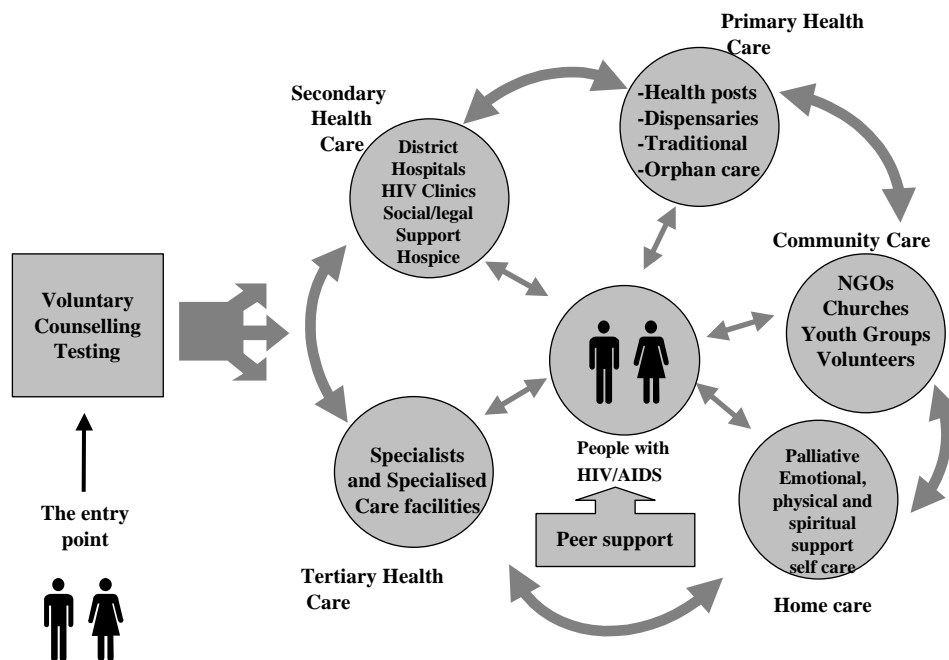 Primary Health
Care
-Health posts
-Dispensaries
-Traditional
-Orphan care
Secondary
Health
Care
District
Hospitals
HIV Clinics
Social/legal
Support
Hospice
Community Care
NGOs
Churches
Youth Groups
Volunteers
Voluntary
Counselling
Testing
People with
HIV/AIDS
Peer support
Specialists
and Specialised
Care facilities
Palliative
Emotional,
physical and
spiritual
support
self care
The entry
point
Tertiary Health
Care
Home care